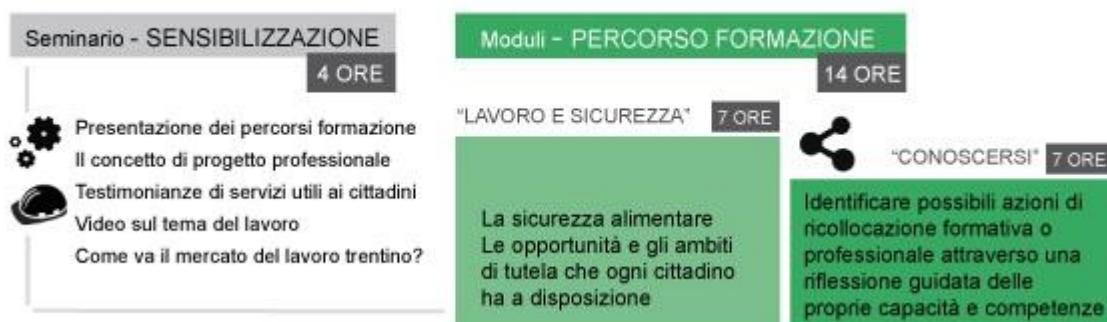 Seminario - SENSIBILIZZAZIONE
4 ORE
Presentazione dei percorsi formazione
Il concetto di progetto professionale
Testimonianze di servizi utili ai cittadini
Video sul tema del lavoro
Come va il mercato del lavoro trentino?
Moduli - PERCORSO FORMAZIONE
14 ORE
"LAVORO E SICUREZZA" 7 ORE
La sicurezza alimentare
Le opportunità e gli ambiti
di tutela che ogni cittadino
ha a disposizione
"CONOSCERSI" 7 ORE
Identificare possibili azioni di
ricollocazione formativa o
professionale attraverso una
riflessione guidata delle
proprie capacità e competenze